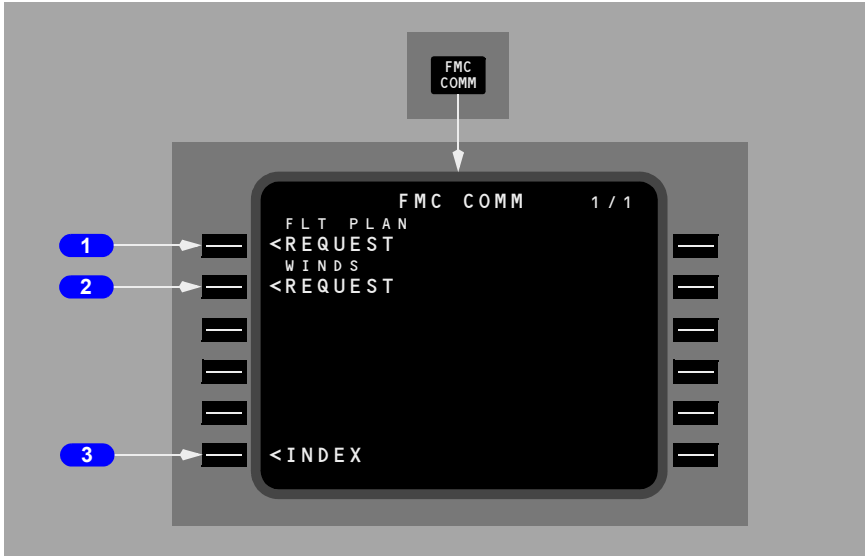 FMC
COMM
FMC COMM 1/1
FLT PLAN
1 <REQUEST
WINDS
2 <REQUEST
3 <INDEX